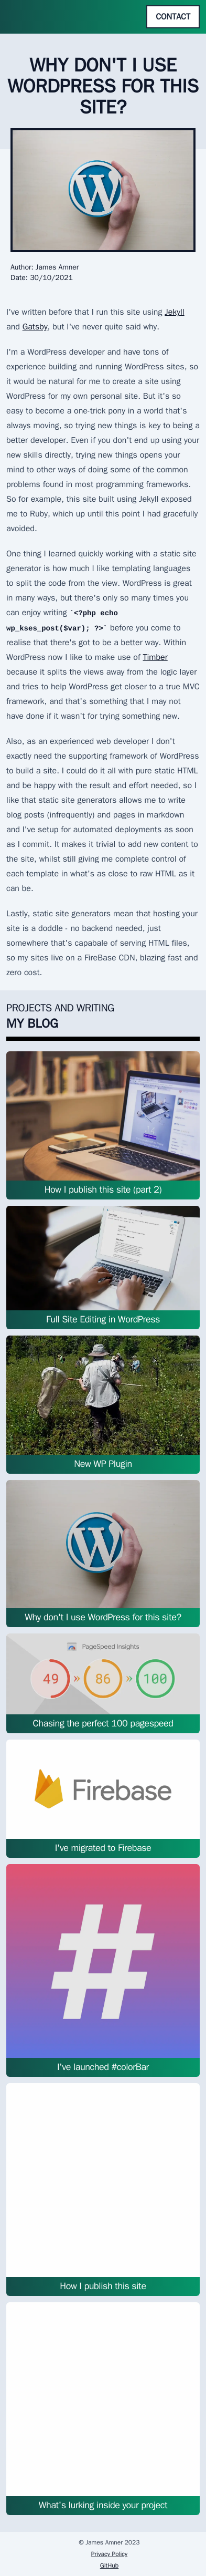 CONTACT
WHY DON'T I USE
WORDPRESS FOR THIS
SITE?
Author: James Amner
Date: 30/10/2021
I've written before that I run this site using Jekyll
and Gatsby, but I've never quite said why.
I'm a WordPress developer and have tons of
experience building and running WordPress sites, so
it would be natural for me to create a site using
WordPress for my own personal site. But it's so
easy to become a one-trick pony in a world that's
always moving, so trying new things is key to being a
better developer. Even if you don't end up using your
new skills directly, trying new things opens your
mind to other ways of doing some of the common
problems found in most programming frameworks.
So for example, this site built using Jekyll exposed
me to Ruby, which up until this point I had gracefully
avoided.
One thing I learned quickly working with a static site
generator is how much I like templating languages
to split the code from the view. WordPress is great
in many ways, but there's only so many times you
can enjoy writing `<?php echo
wp_kses_post($var); ?>` before you come to
realise that there's got to be a better way. Within
WordPress now I like to make use of Timber
because it splits the views away from the logic layer
and tries to help WordPress get closer to a true MVC
framework, and that's something that I may not
have done if it wasn't for trying something new.
Also, as an experienced web developer I don't
exactly need the supporting framework of WordPress
to build a site. I could do it all with pure static HTML
and be happy with the result and effort needed, so I
like that static site generators allows me to write
blog posts (infrequently) and pages in markdown
and I've setup for automated deployments as soon
as I commit. It makes it trivial to add new content to
the site, whilst still giving me complete control of
each template in what's as close to raw HTML as it
can be.
Lastly, static site generators mean that hosting your
site is a doddle - no backend needed, just
somewhere that's capable of serving HTML files,
so my sites live on a FireBase CDN, blazing fast and
zero cost.
PROJECTS AND WRITING
MY BLOG
How I publish this site (part 2)
Full Site Editing in WordPress
New WP Plugin
Why don't I use WordPress for this site?
PageSpeed Insights
49 » 86 » 100
Chasing the perfect 100 pagespeed
Firebase
I've migrated to Firebase
#
I've launched #colorBar
How I publish this site
What's lurking inside your project
© James Amner 2023
Privacy Policy
GitHub